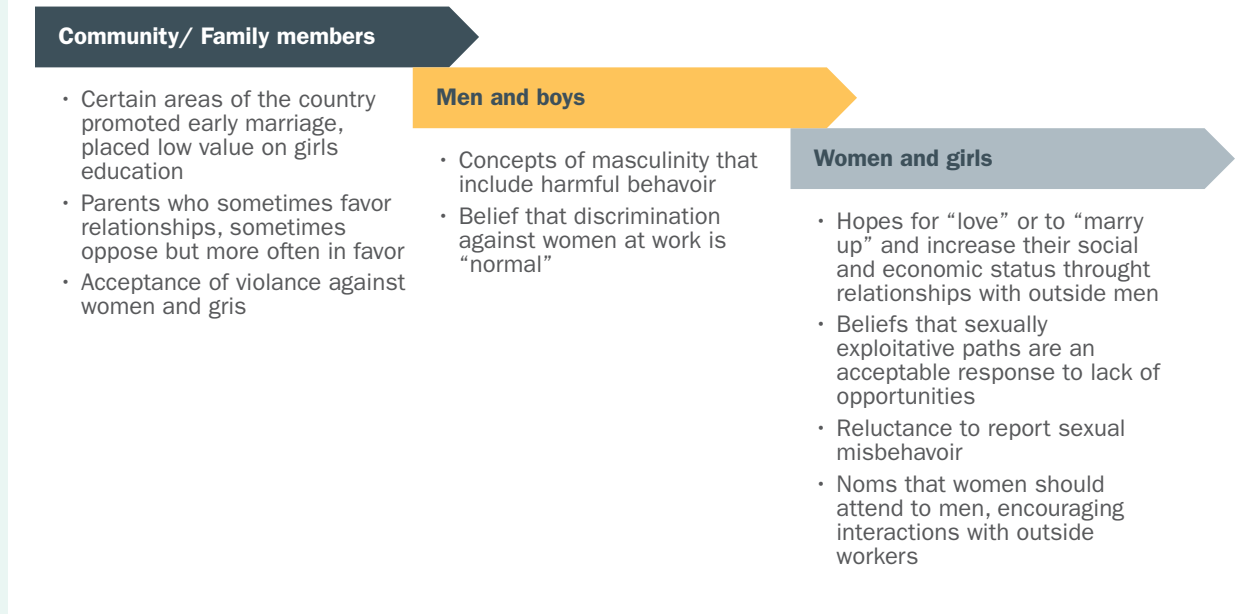 Community/ Family members
• Certain areas of the country
promoted early marriage,
placed low value on girls
education
• Parents who sometimes favor
relationships, sometimes
oppose but more often in favor
• Acceptance of violance against
women and gris
Men and boys
• Concepts of masculinity that
include harmful behavoir
• Belief that discrimination
against women at work is
“normal”
Women and girls
• Hopes for “love” or to “marry
up” and increase their social
and economic status throught
relationships with outside men
• Beliefs that sexually
exploitative paths are an
acceptable response to lack of
opportunities
• Reluctance to report sexual
misbehavoir
• Noms that women should
attend to men, encouraging
interactions with outside
workers